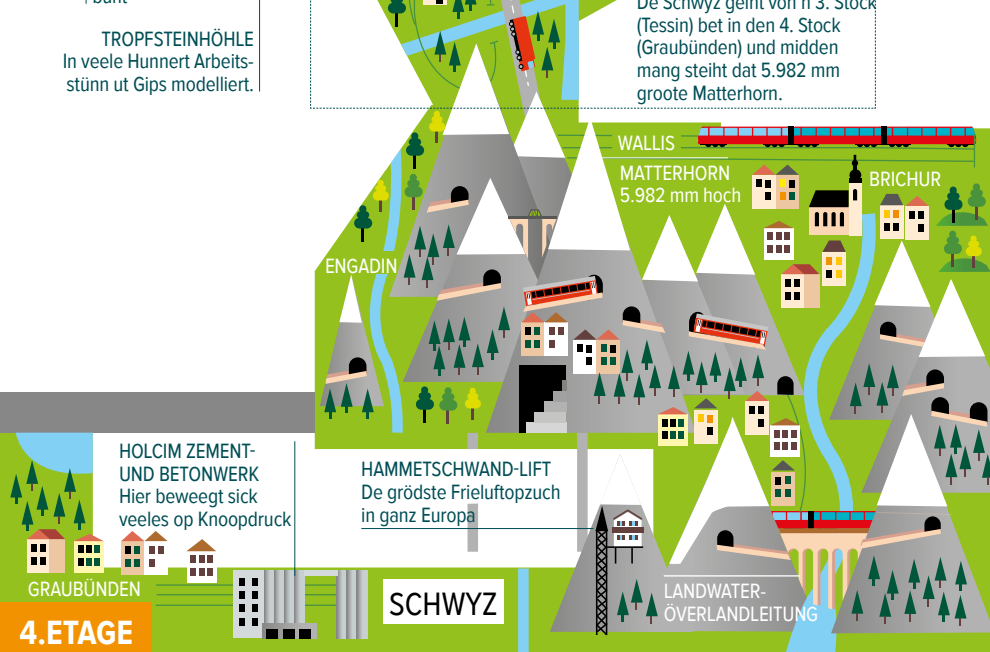 bunt
TROPFSTEINHÖHLE
In veele Hunnert Arbeits-
stünn ut Gips modelliert.
De Schwyz geiht von'n 3. Stock
(Tessin) bet in den 4. Stock
(Graubünden) und midden
mang steiht dat 5.982 mm
groote Matterhorn.
WALLIS
MATTERHORN
5.982 mm hoch
BRICHUR
ENGADIN
HOLCIM ZEMENT-
UND BETONWERK
Hier beweegt sick
veeles op Knoopdruck
HAMMETSCHWAND-LIFT
De grödste Frieluftopzuch
in ganz Europa
GRAUBÜNDEN
SCHWYZ
LANDWATER-
ÖVERLANDLEITUNG
4.ETAGE